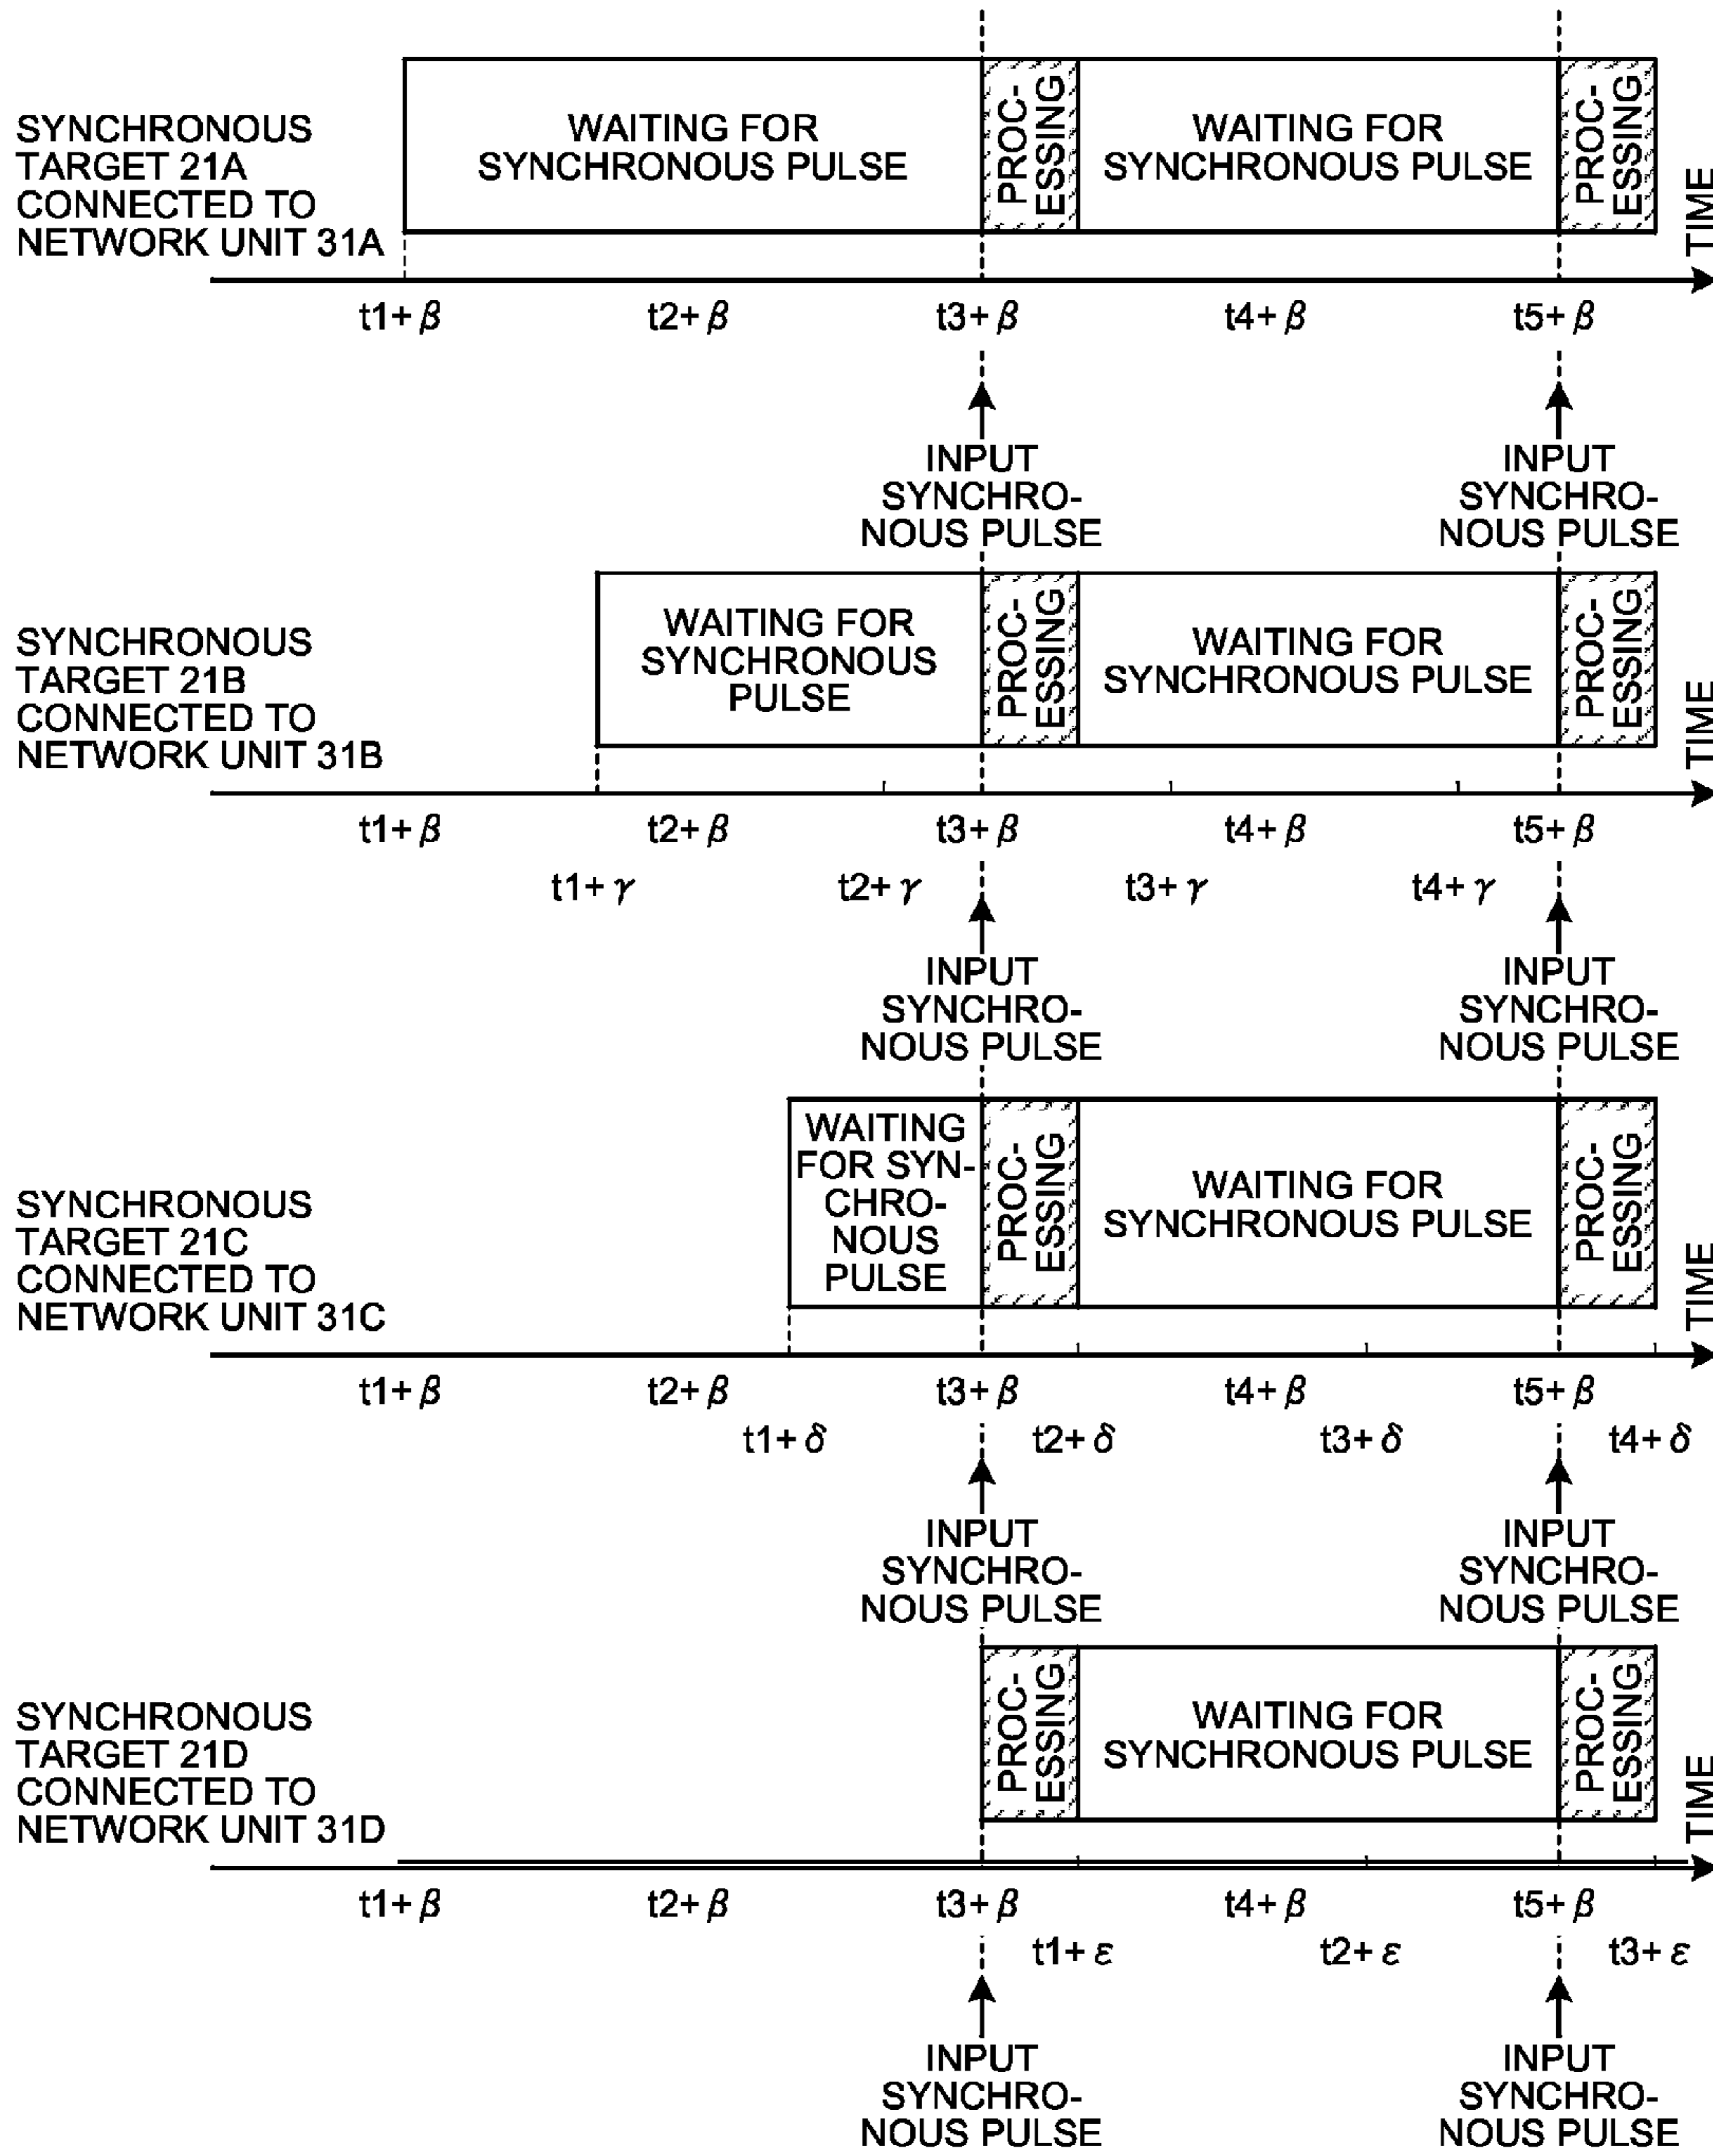 SYNCHRONOUS
TARGET 21A
CONNECTED TO
NETWORK UNIT 31A
WAITING FOR
SYNCHRONOUS PULSE
PROC-
ESSING
WAITING FOR
SYNCHRONOUS PULSE
PROC-
ESSING
TIME
t1+β t2+β t3+β t4+β t5+β
INPUT
SYNCHRO-
NOUS PULSE
INPUT
SYNCHRO-
NOUS PULSE
SYNCHRONOUS
TARGET 21B
CONNECTED TO
NETWORK UNIT 31B
WAITING FOR
SYNCHRONOUS
PULSE
PROC-
ESSING
WAITING FOR
SYNCHRONOUS PULSE
PROC-
ESSING
TIME
t1+β t2+β t3+β t4+β t5+β
t1+γ t2+γ t3+γ t4+γ
INPUT
SYNCHRO-
NOUS PULSE
INPUT
SYNCHRO-
NOUS PULSE
SYNCHRONOUS
TARGET 21C
CONNECTED TO
NETWORK UNIT 31C
WAITING
FOR SYN-
CHRO-
NOUS
PULSE
PROC-
ESSING
WAITING FOR
SYNCHRONOUS PULSE
PROC-
ESSING
TIME
t1+β t2+β t3+β t4+β t5+β
t1+δ t2+δ t3+δ t4+δ
INPUT
SYNCHRO-
NOUS PULSE
INPUT
SYNCHRO-
NOUS PULSE
SYNCHRONOUS
TARGET 21D
CONNECTED TO
NETWORK UNIT 31D
PROC-
ESSING
WAITING FOR
SYNCHRONOUS PULSE
PROC-
ESSING
TIME
t1+β t2+β t3+β t4+β t5+β
t1+ε t2+ε t3+ε
INPUT
SYNCHRO-
NOUS PULSE
INPUT
SYNCHRO-
NOUS PULSE